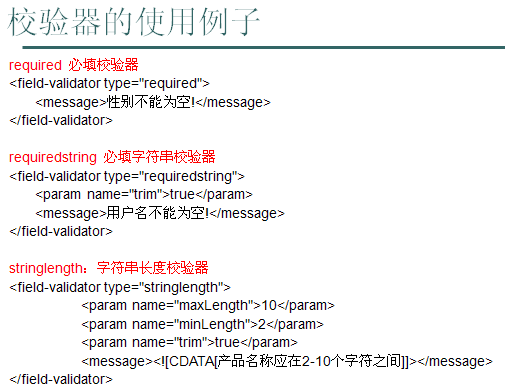 校验器的使用例子
required 必填校验器
<field-validator type="required">
<message>性别不能为空!</message>
</field-validator>
requiredstring 必填字符串校验器
<field-validator type="requiredstring">
<param name="trim">true</param>
<message>用户名不能为空!</message>
</field-validator>
stringlength：字符串长度校验器
<field-validator type="stringlength">
<param name="maxLength">10</param>
<param name="minLength">2</param>
<param name="trim">true</param>
<message><![CDATA[产品名称应在2-10个字符之间]]></message>
</field-validator>